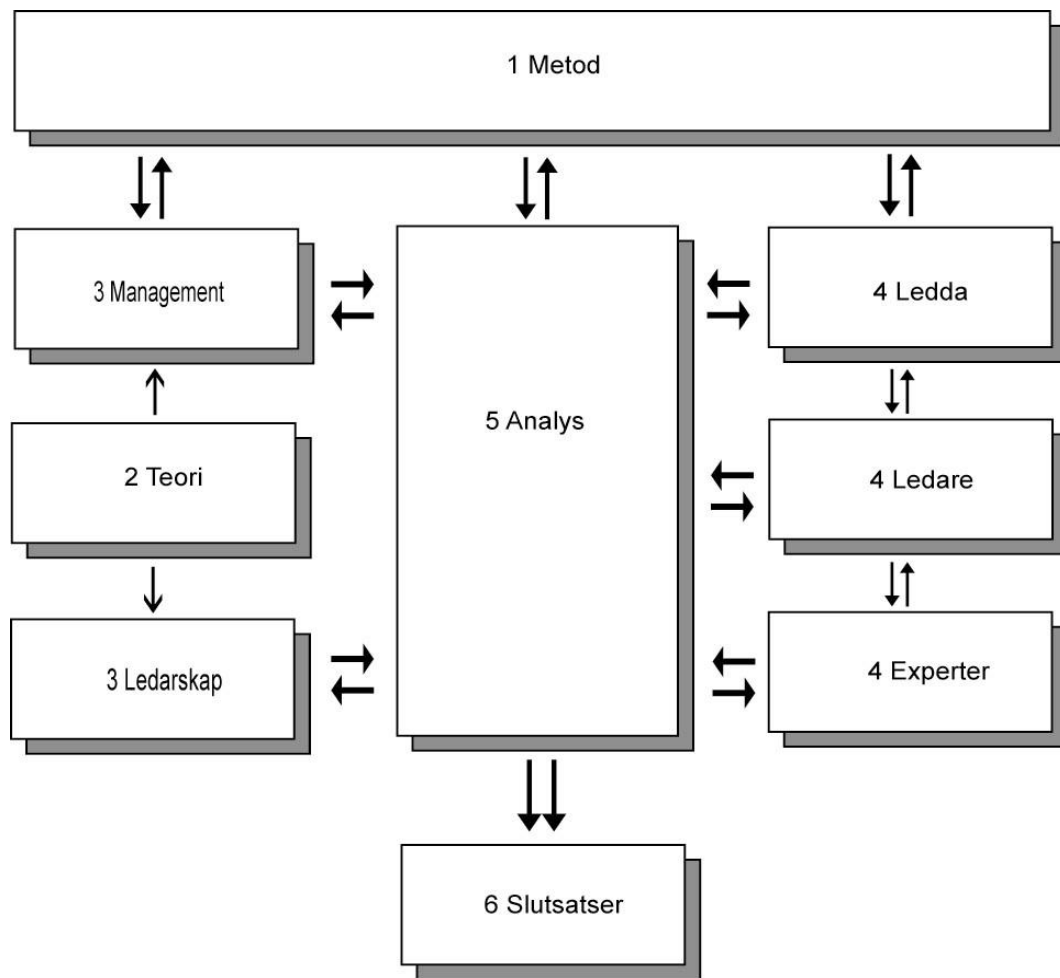 1 Metod
3 Management
4 Ledda
5 Analys
2 Teori
4 Ledare
3 Ledarskap
4 Experter
6 Slutsatser